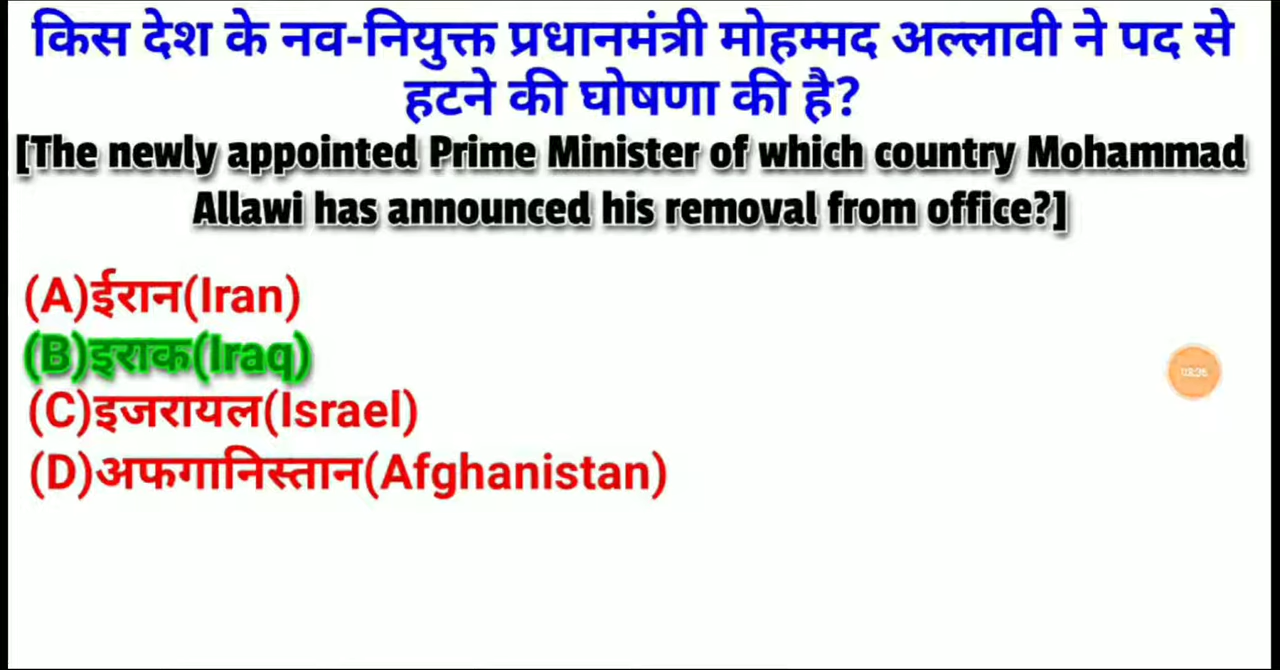 किस देश के नव-नियुक्त प्रधानमंत्री मोहम्मद अल्लावी ने पद से
हटने की घोषणा की है?
[The newly appointed Prime Minister of which country Mohammad
Allawi has announced his removal from office?]
(A)ईरान(Iran)
(B)इराक(Iraq)
(C)इजरायल(Israel)
(D)अफगानिस्तान(Afghanistan)